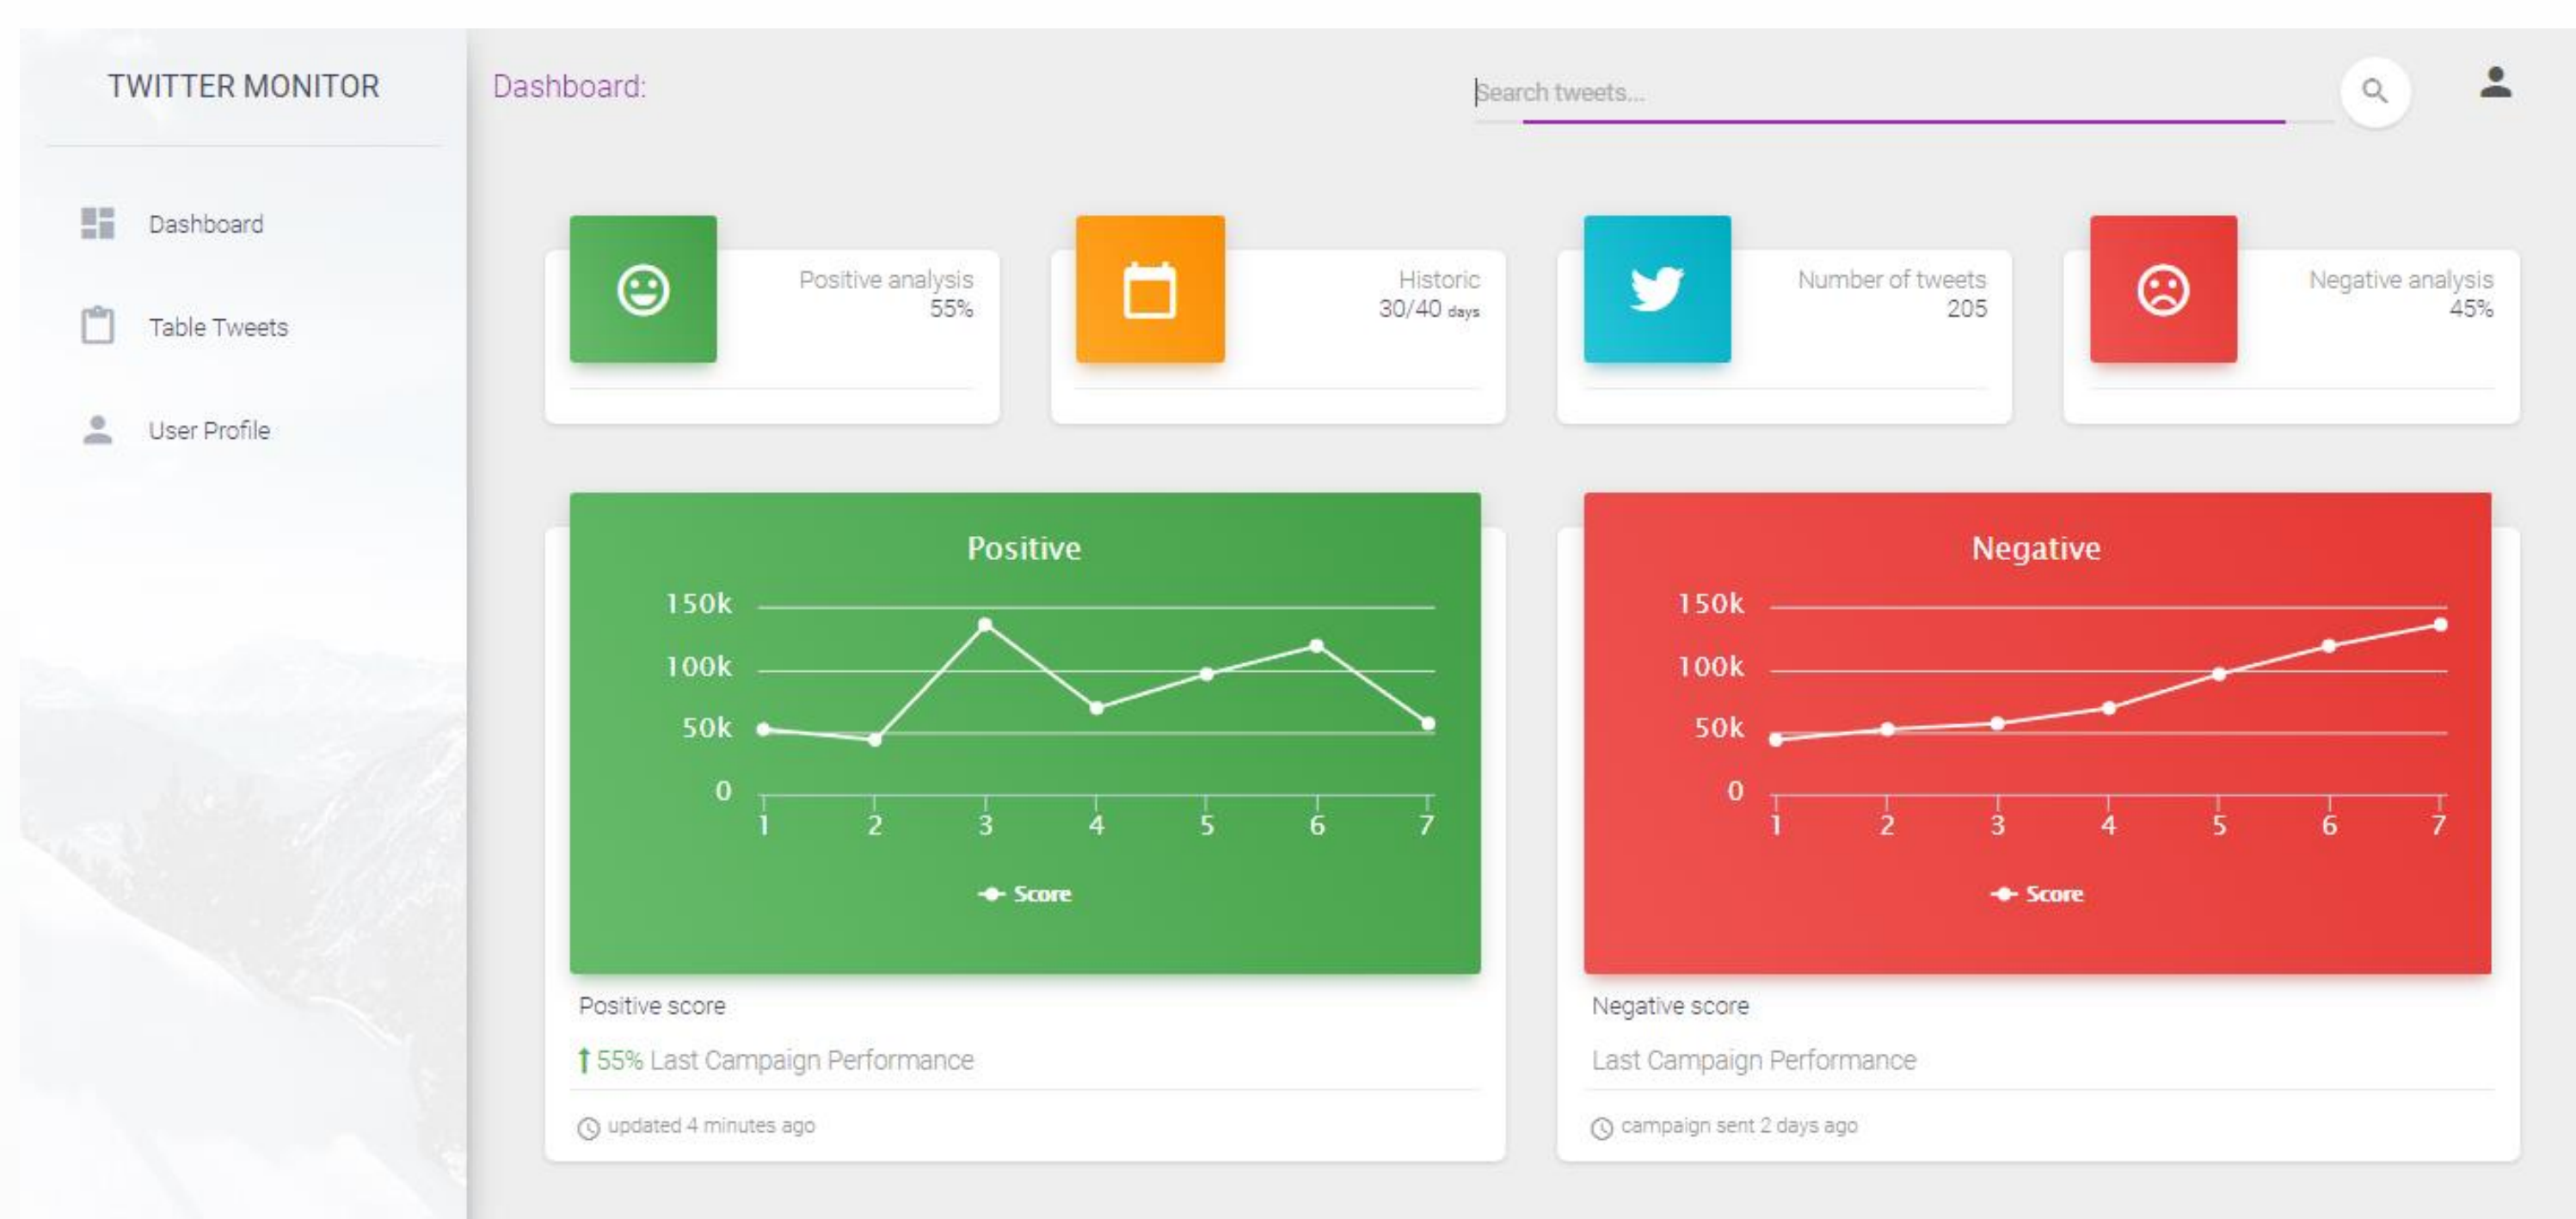 TWITTER MONITOR
Dashboard
Table Tweets
User Profile
Dashboard:
Search tweets...
Positive analysis
55%
Historic
30/40 days
Number of tweets
205
Negative analysis
45%
Positive
150k
100k
50k
0
1 2 3 4 5 6 7
Score
Positive score
55% Last Campaign Performance
updated 4 minutes ago
Negative
150k
100k
50k
0
1 2 3 4 5 6 7
Score
Negative score
Last Campaign Performance
campaign sent 2 days ago